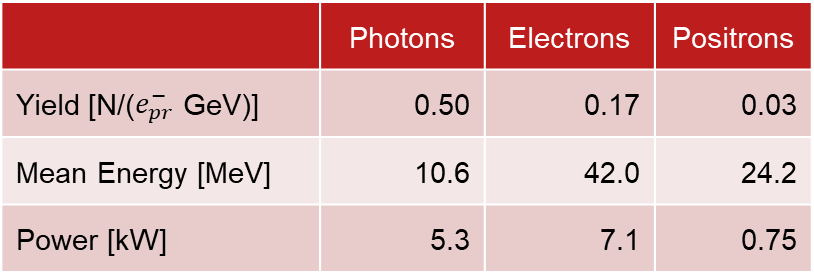 Photons Electrons Positrons
Yield [N/(e⁻pr GeV)] 0.50 0.17 0.03
Mean Energy [MeV] 10.6 42.0 24.2
Power [kW] 5.3 7.1 0.75